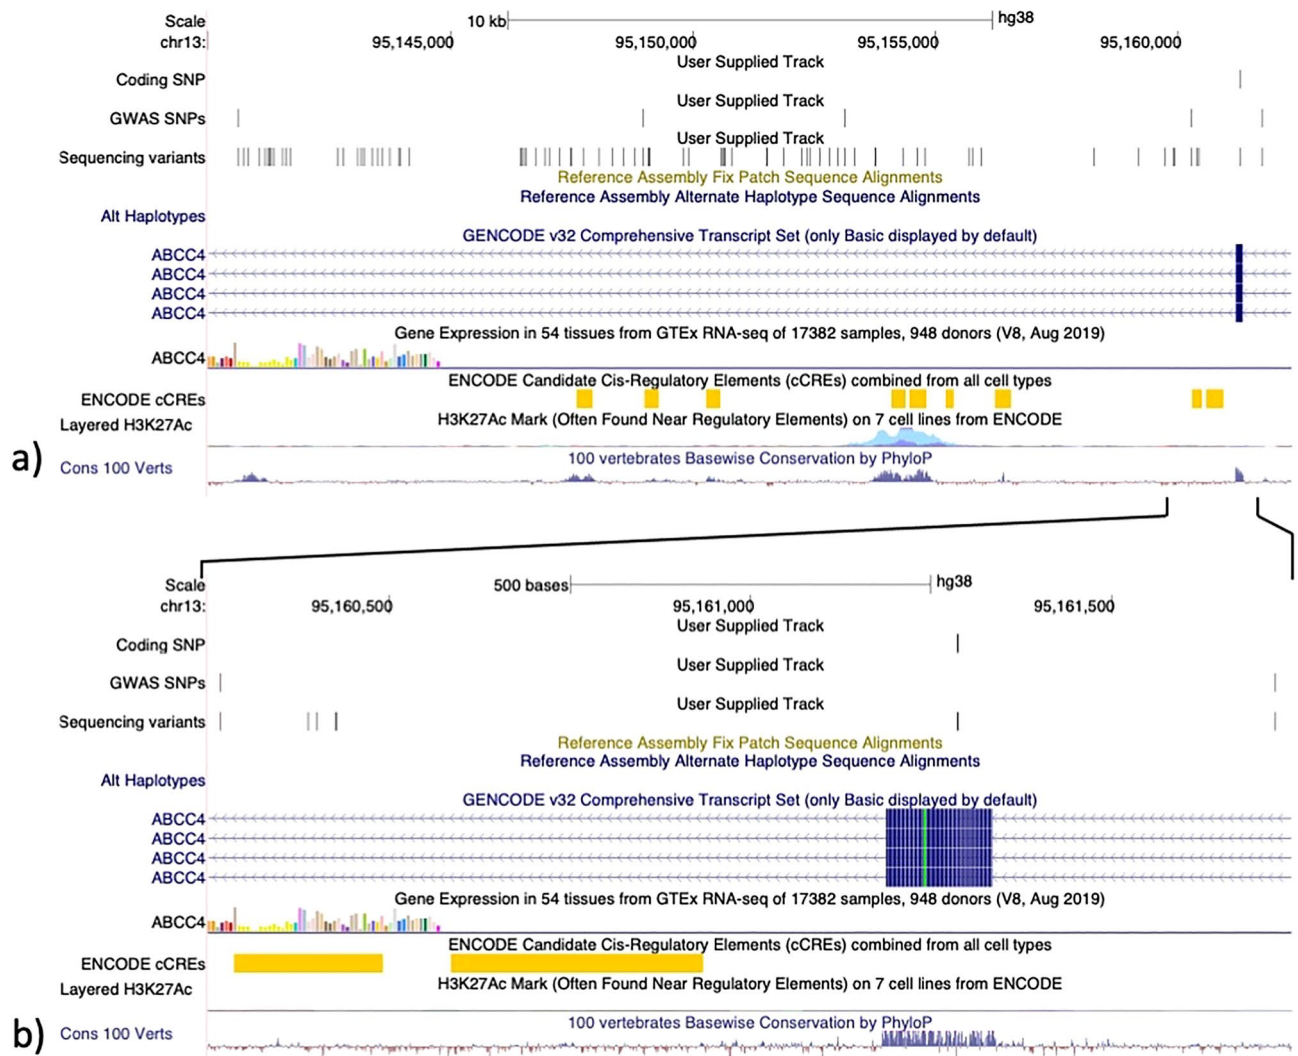 Scale 10 kb hg38
chr13: 95,145,000 95,150,000 95,155,000 95,160,000
User Supplied Track
Coding SNP
User Supplied Track
GWAS SNPs
User Supplied Track
Sequencing variants
Reference Assembly Fix Patch Sequence Alignments
Reference Assembly Alternate Haplotype Sequence Alignments
Alt Haplotypes
GENCODE v32 Comprehensive Transcript Set (only Basic displayed by default)
ABCC4
ABCC4
ABCC4
ABCC4
Gene Expression in 54 tissues from GTEx RNA-seq of 17382 samples, 948 donors (V8, Aug 2019)
ABCC4
ENCODE Candidate Cis-Regulatory Elements (cCREs) combined from all cell types
ENCODE cCREs
H3K27Ac Mark (Often Found Near Regulatory Elements) on 7 cell lines from ENCODE
Layered H3K27Ac
a)
100 vertebrates Basewise Conservation by PhyloP
Cons 100 Verts
Scale 500 bases hg38
chr13: 95,160,500 95,161,000 95,161,500
User Supplied Track
Coding SNP
User Supplied Track
GWAS SNPs
User Supplied Track
Sequencing variants
Reference Assembly Fix Patch Sequence Alignments
Reference Assembly Alternate Haplotype Sequence Alignments
Alt Haplotypes
GENCODE v32 Comprehensive Transcript Set (only Basic displayed by default)
ABCC4
ABCC4
ABCC4
ABCC4
Gene Expression in 54 tissues from GTEx RNA-seq of 17382 samples, 948 donors (V8, Aug 2019)
ABCC4
ENCODE Candidate Cis-Regulatory Elements (cCREs) combined from all cell types
ENCODE cCREs
H3K27Ac Mark (Often Found Near Regulatory Elements) on 7 cell lines from ENCODE
Layered H3K27Ac
100 vertebrates Basewise Conservation by PhyloP
b) Cons 100 Verts